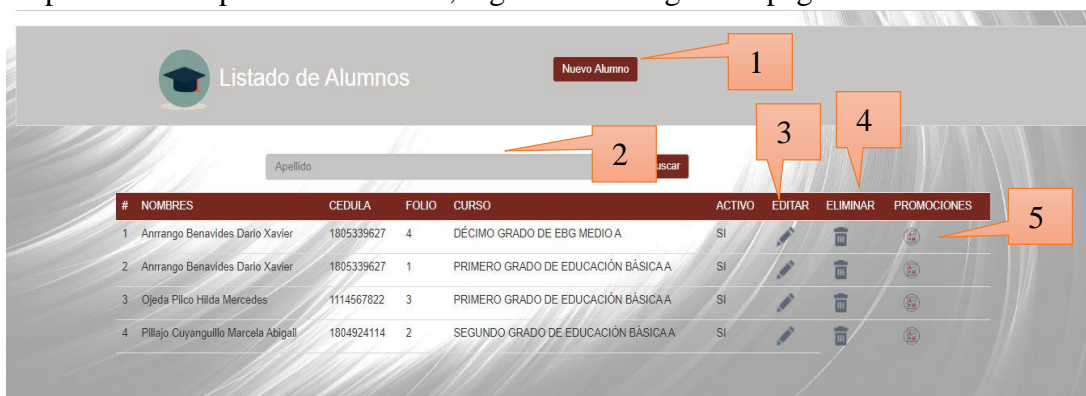 Listado de Alumnos
Nuevo Alumno
1
2
3
4
5
Apellido
uscar
# NOMBRES CEDULA FOLIO CURSO ACTIVO EDITAR ELIMINAR PROMOCIONES
1 Anrrango Benavides Dario Xavier 1805339627 4 DÉCIMO GRADO DE EBG MEDIO A SI
2 Anrrango Benavides Dario Xavier 1805339627 1 PRIMERO GRADO DE EDUCACIÓN BÁSICA A SI
3 Ojeda Pilco Hilda Mercedes 1114567822 3 PRIMERO GRADO DE EDUCACIÓN BÁSICA A SI
4 Pillajo Cuyanguillo Marcela Abigail 1804924114 2 SEGUNDO GRADO DE EDUCACIÓN BÁSICA A SI